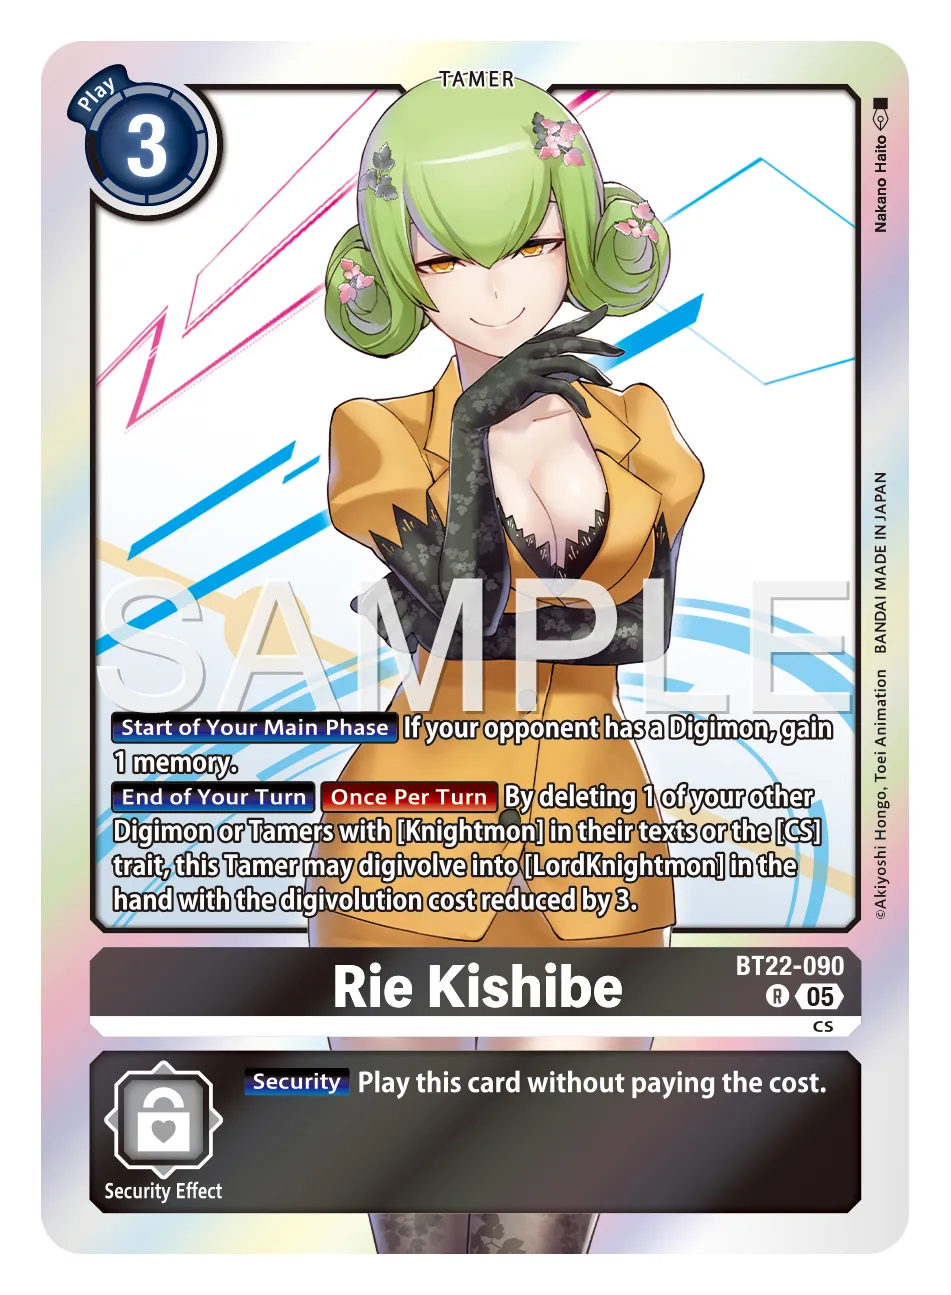 TAMER
Play
3
Nakano Haito
SAMPLE
Start of Your Main Phase If your opponent has a Digimon, gain
1 memory.
End of Your Turn Once Per Turn By deleting 1 of your other
Digimon or Tamers with [Knightmon] in their texts or the [CS]
trait, this Tamer may digivolve into [LordKnightmon] in the
hand with the digivolution cost reduced by 3.
©Akiyoshi Hongo, Toei Animation BANDAI MADE IN JAPAN
Rie Kishibe
BT22-090
R 05
CS
Security Play this card without paying the cost.
Security Effect